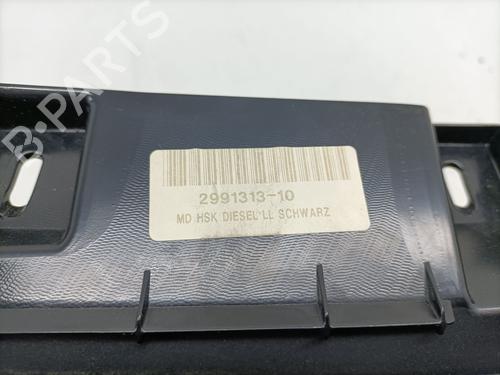 B-PARTS
2991313-10
MD HSK DIESEL LL SCHWARZ